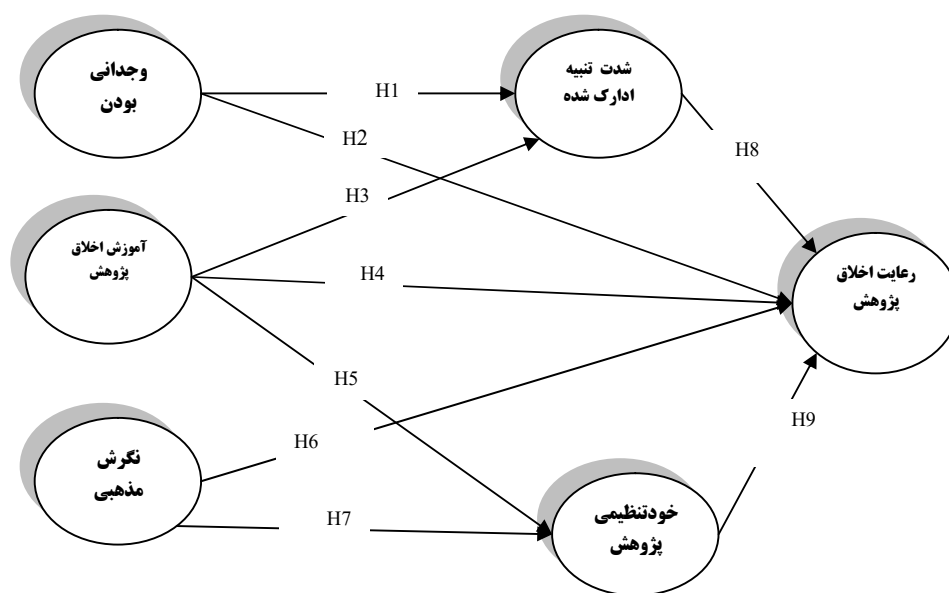 وجدانی
بودن
شدت تنبیه
ادارک شده
H1
H2
H8
H3
آموزش اخلاق
پژوهش
H4
رعایت اخلاق
پژوهش
H5
H9
نگرش
مذهبی
H6
H7
خودتنظیمی
پژوهش